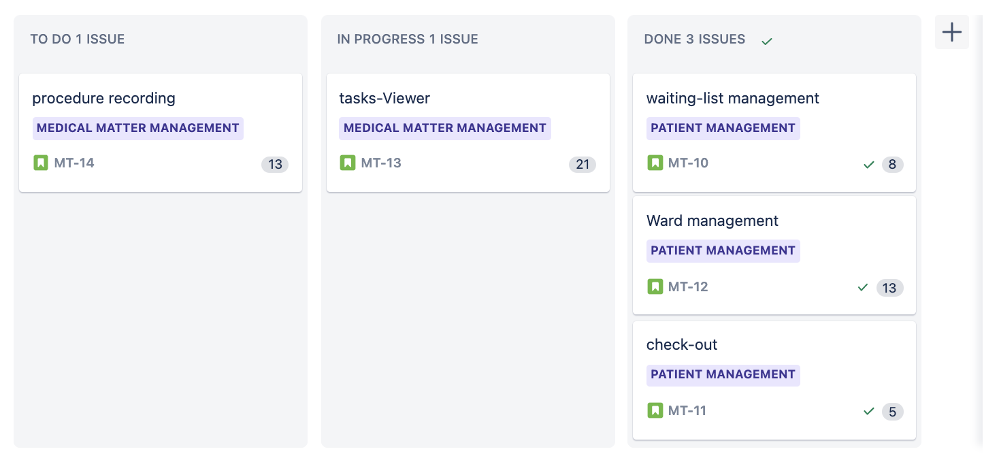 TO DO 1 ISSUE
procedure recording
MEDICAL MATTER MANAGEMENT
MT-14
13
IN PROGRESS 1 ISSUE
tasks-Viewer
MEDICAL MATTER MANAGEMENT
MT-13
21
DONE 3 ISSUES
waiting-list management
PATIENT MANAGEMENT
MT-10
8
Ward management
PATIENT MANAGEMENT
MT-12
13
check-out
PATIENT MANAGEMENT
MT-11
5